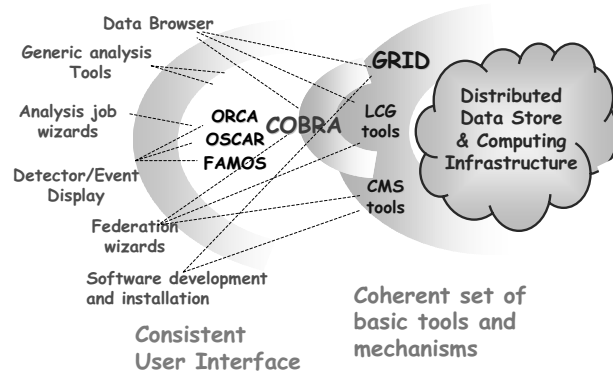 Data Browser
Generic analysis
Tools
Analysis job
wizards
Detector/Event
Display
Federation
wizards
Software development
and installation
Consistent
User Interface
ORCA
OSCAR
FAMOS
COBRA
GRID
LCG
tools
CMS
tools
Coherent set of
basic tools and
mechanisms
Distributed
Data Store
& Computing
Infrastructure